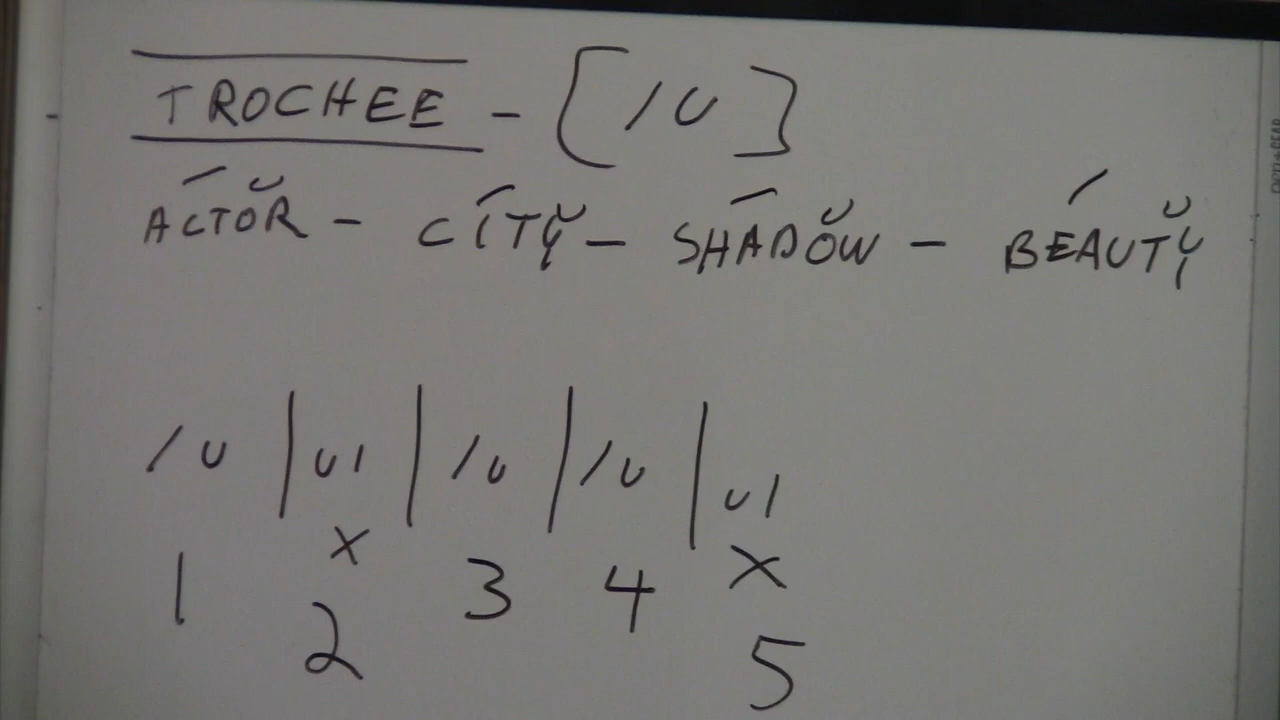 TROCHEE - [ / U ]
ACTOR - CITY - SHADOW - BEAUTY
/ U | U / | / U | / U | U /
X X
1 2 3 4 5